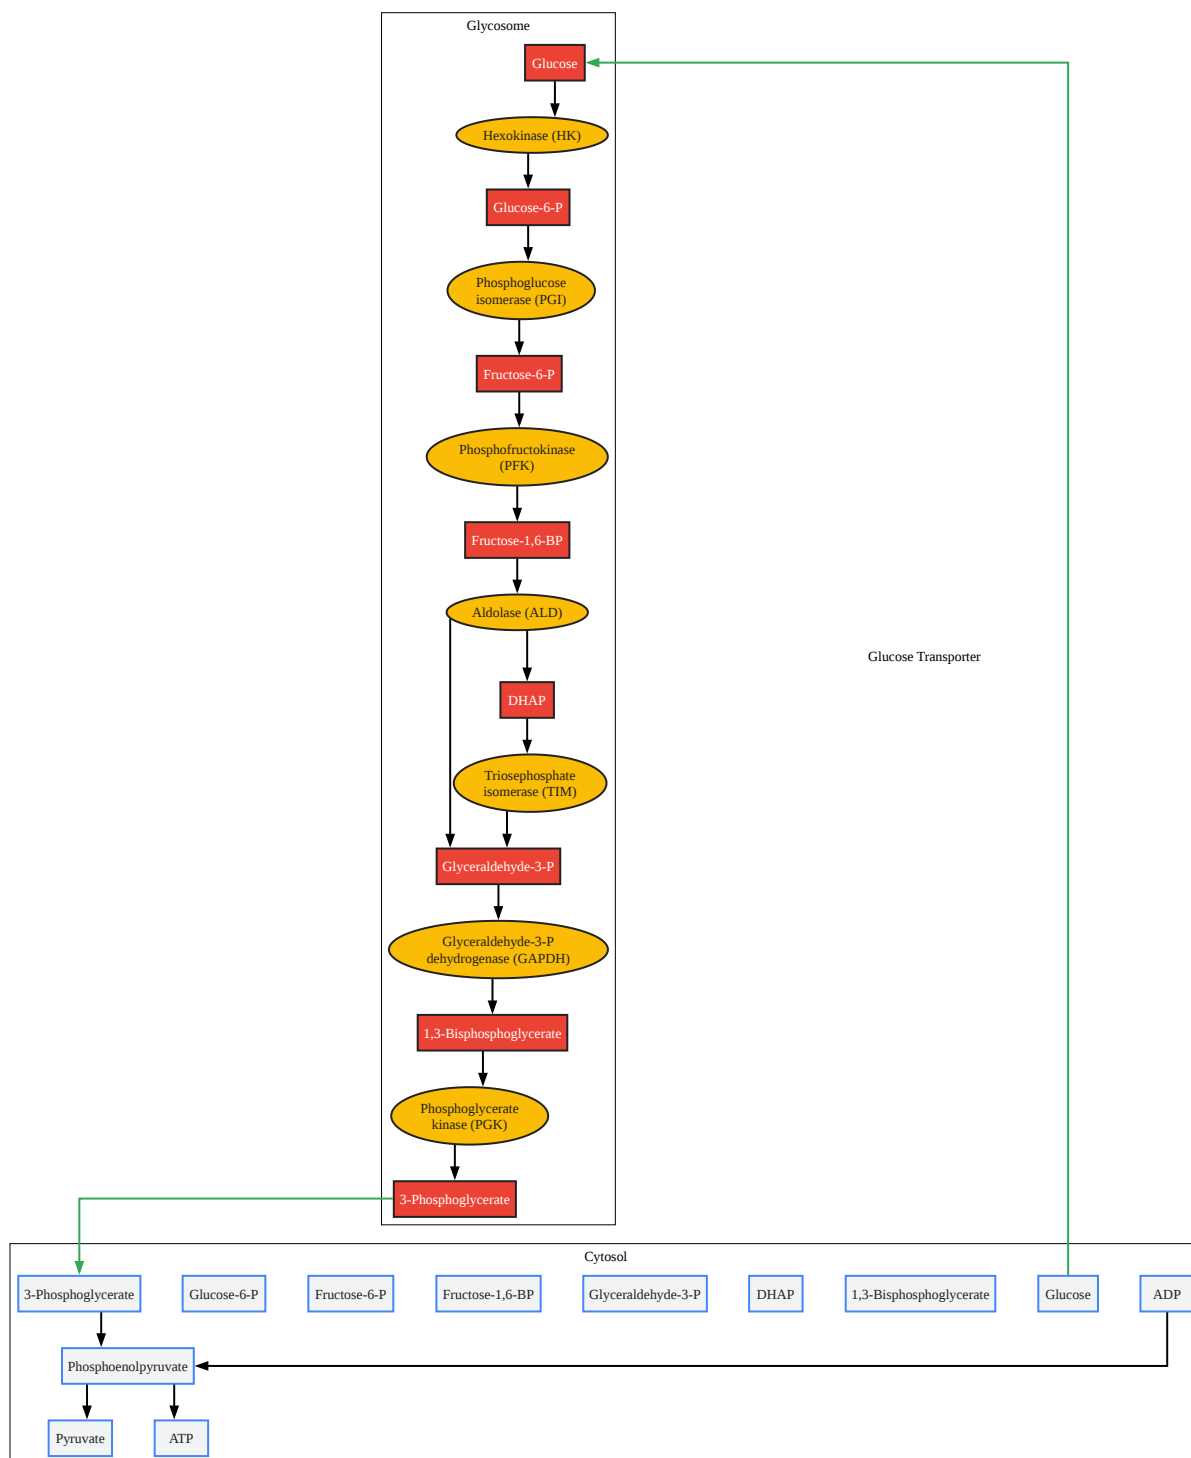 Glycosome
Glucose
Hexokinase (HK)
Glucose-6-P
Phosphoglucose
isomerase (PGI)
Fructose-6-P
Phosphofructokinase
(PFK)
Fructose-1,6-BP
Aldolase (ALD)
Glucose Transporter
DHAP
Triosephosphate
isomerase (TIM)
Glyceraldehyde-3-P
Glyceraldehyde-3-P
dehydrogenase (GAPDH)
1,3-Bisphosphoglycerate
Phosphoglycerate
kinase (PGK)
3-Phosphoglycerate
Cytosol
3-Phosphoglycerate
Glucose-6-P
Fructose-6-P
Fructose-1,6-BP
Glyceraldehyde-3-P
DHAP
1,3-Bisphosphoglycerate
Glucose
ADP
Phosphoenolpyruvate
Pyruvate
ATP